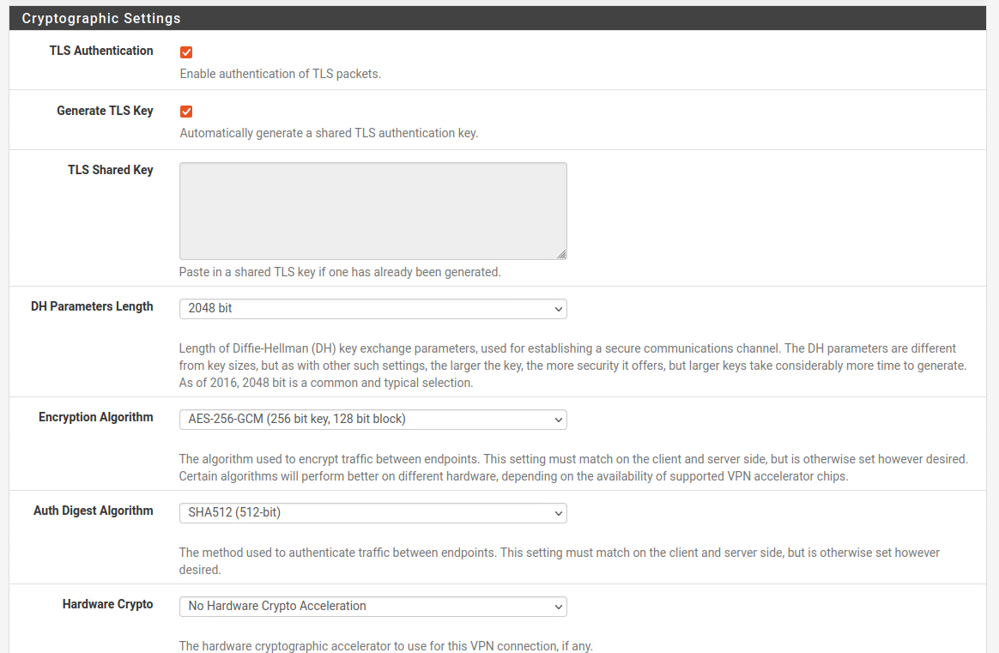 Cryptographic Settings
TLS Authentication
Enable authentication of TLS packets.
Generate TLS Key
Automatically generate a shared TLS authentication key.
TLS Shared Key
Paste in a shared TLS key if one has already been generated.
DH Parameters Length
2048 bit
Length of Diffie-Hellman (DH) key exchange parameters, used for establishing a secure communications channel. The DH parameters are different
from key sizes, but as with other such settings, the larger the key, the more security it offers, but larger keys take considerably more time to generate.
As of 2016, 2048 bit is a common and typical selection.
Encryption Algorithm
AES-256-GCM (256 bit key, 128 bit block)
The algorithm used to encrypt traffic between endpoints. This setting must match on the client and server side, but is otherwise set however desired.
Certain algorithms will perform better on different hardware, depending on the availability of supported VPN accelerator chips.
Auth Digest Algorithm
SHA512 (512-bit)
The method used to authenticate traffic between endpoints. This setting must match on the client and server side, but is otherwise set however
desired.
Hardware Crypto
No Hardware Crypto Acceleration
The hardware cryptographic accelerator to use for this VPN connection, if any.